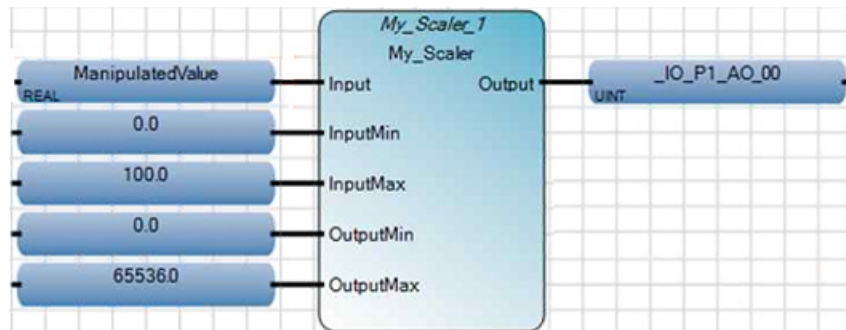 My_Scaler_1
My_Scaler
ManipulatedValue
REAL
Input
Output
_IO_P1_AO_00
UINT
0.0
InputMin
100.0
InputMax
0.0
OutputMin
65536.0
OutputMax